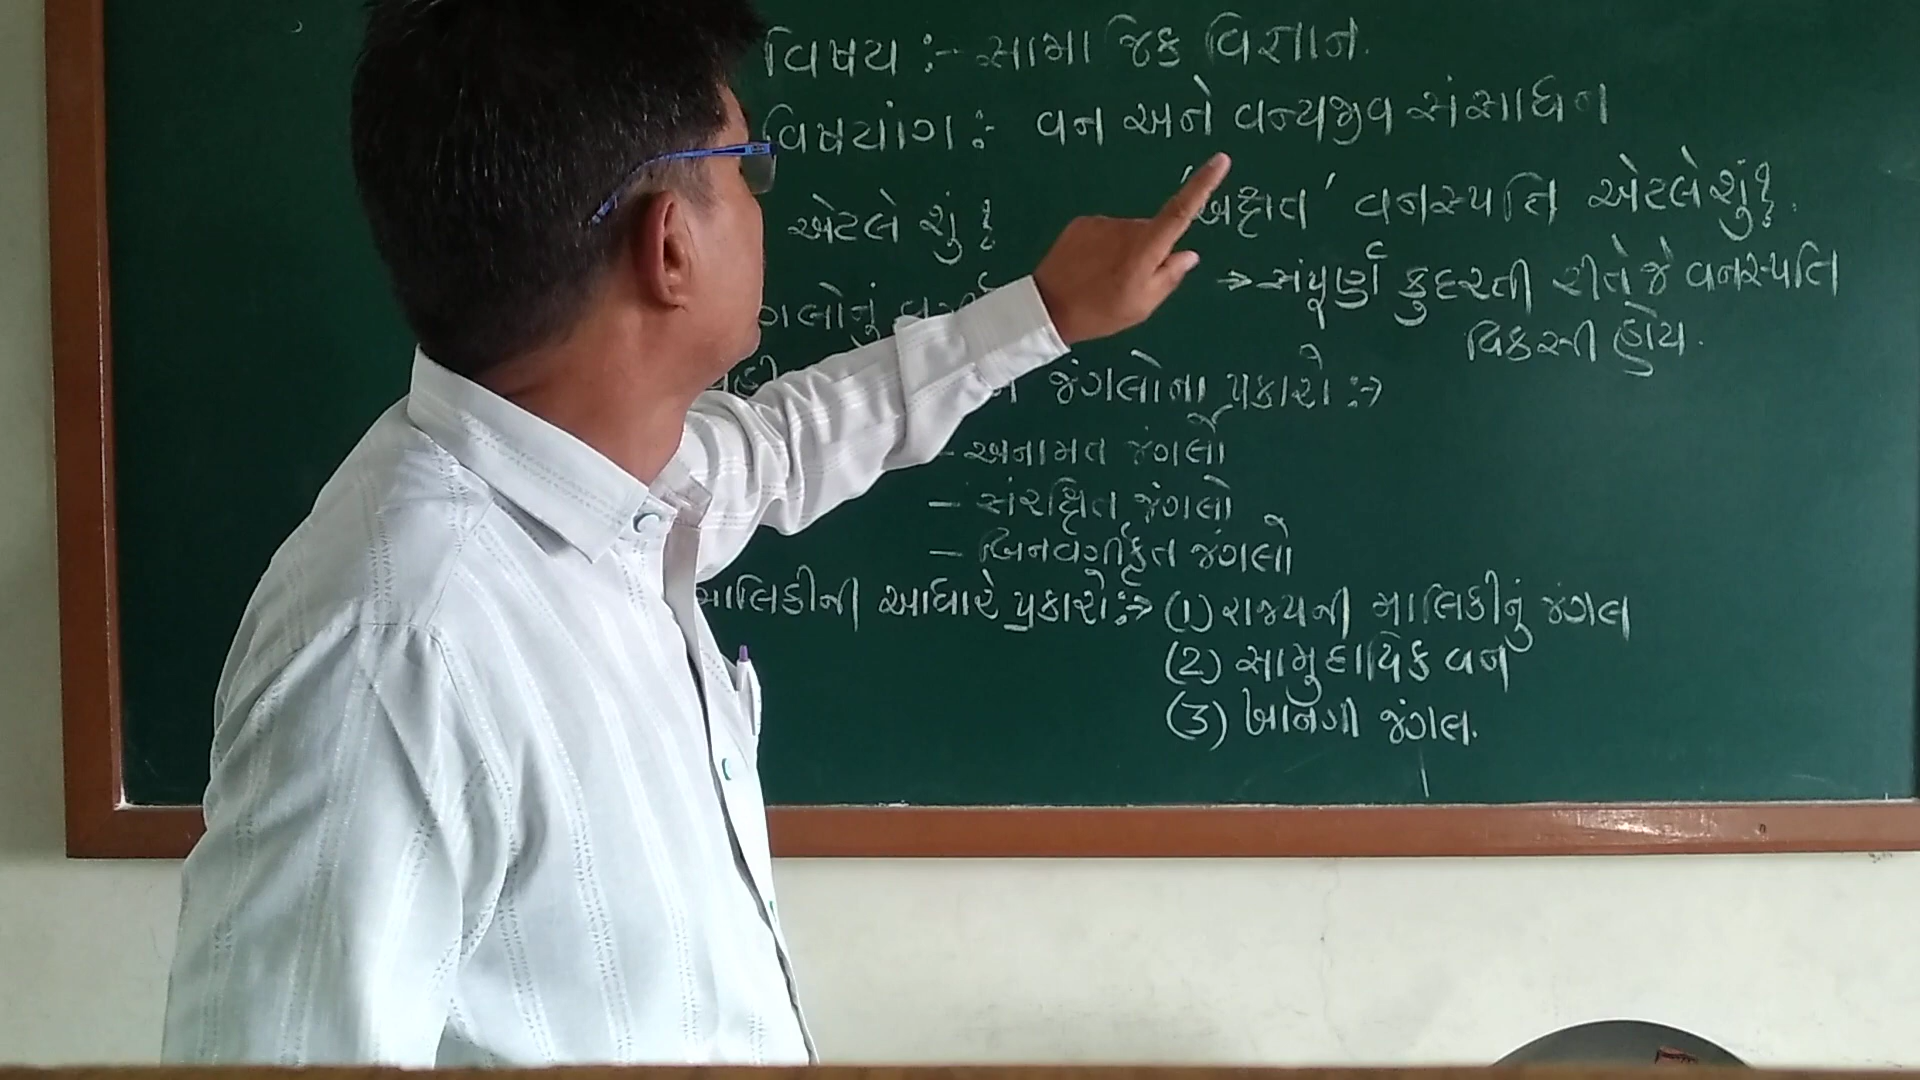 વિષય :- સામાજિક વિજ્ઞાન.
વિષયાંગ :- વન અને વન્યજીવ સંસાધન
એટલે શું?
'અક્ષત' વનસ્પતિ એટલે શું?
→ સંપૂર્ણ કુદરતી રીતે જે વનસ્પતિ
વિકસી હોય.
જંગલોના પ્રકારો :→
- અનામત જંગલો
- સંરક્ષિત જંગલો
- બિનવર્ગીકૃત જંગલો
માલિકીની આધારે પ્રકારો :→ (1) રાજ્યની માલિકીનું જંગલ
(2) સામુદાયિક વન
(3) ખાનગી જંગલ.